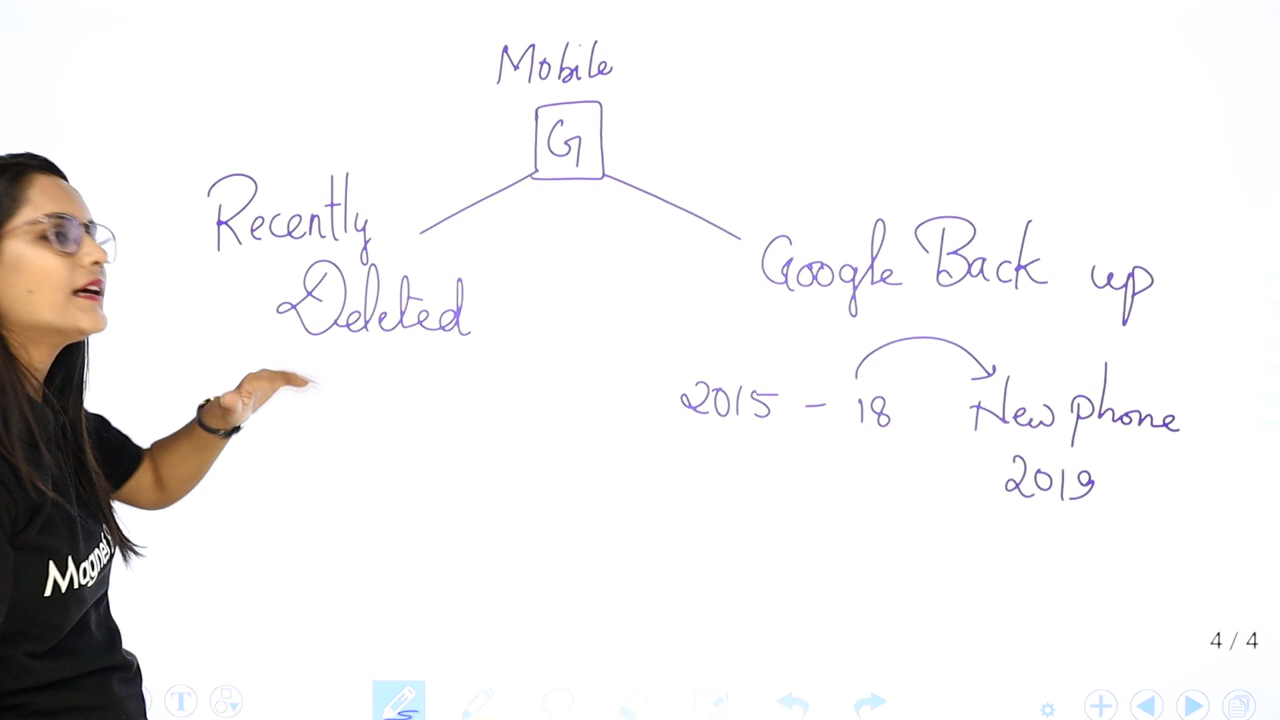 Mobile
G
Recently
Deleted
Google Back up
2015 - 18 New phone
2019
4 / 4
T